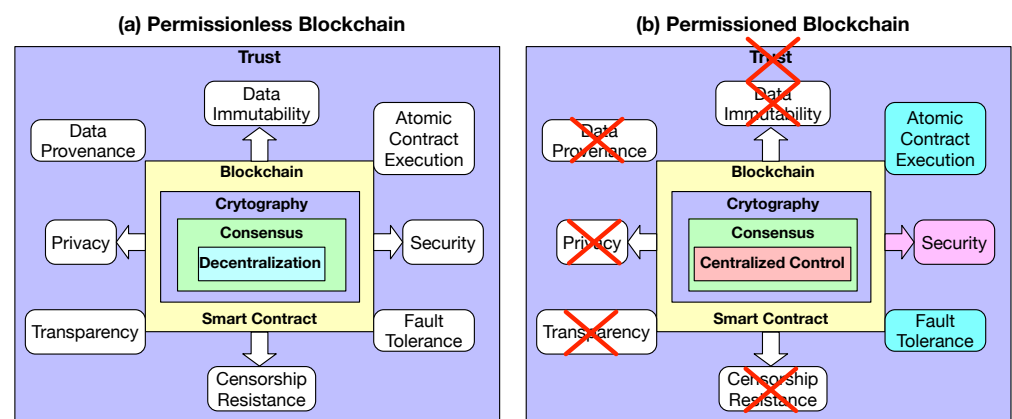 (a) Permissionless Blockchain
Trust
Data
Immutability
Atomic
Contract
Execution
Data
Provenance
Blockchain
Crytography
Consensus
Decentralization
Privacy
Security
Smart Contract
Transparency
Fault
Tolerance
Censorship
Resistance
(b) Permissioned Blockchain
Trust
Data
Immutability
Atomic
Contract
Execution
Data
Provenance
Blockchain
Crytography
Consensus
Centralized Control
Privacy
Security
Smart Contract
Transparency
Fault
Tolerance
Censorship
Resistance